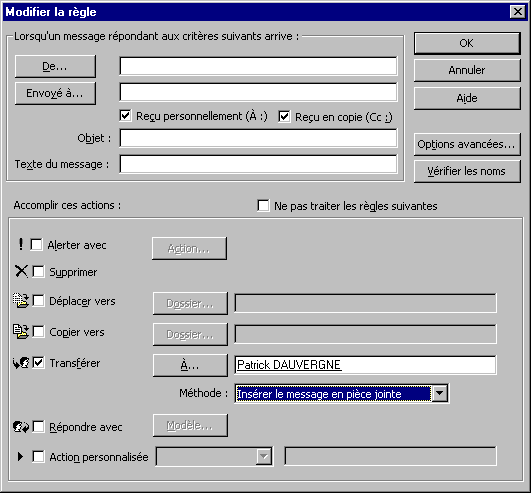 Modifier la règle
Lorsqu'un message répondant aux critères suivants arrive :
OK
De...
Annuler
Envoyé à...
Aide
Reçu personnellement (À :)
Reçu en copie (Cc :)
Objet :
Options avancées...
Texte du message :
Vérifier les noms
Accomplir ces actions :
Ne pas traiter les règles suivantes
Alerter avec
Action...
Supprimer
Déplacer vers
Dossier...
Copier vers
Dossier...
Transférer
À...
Patrick DAUVERGNE
Méthode :
Insérer le message en pièce jointe
Répondre avec
Modèle...
Action personnalisée